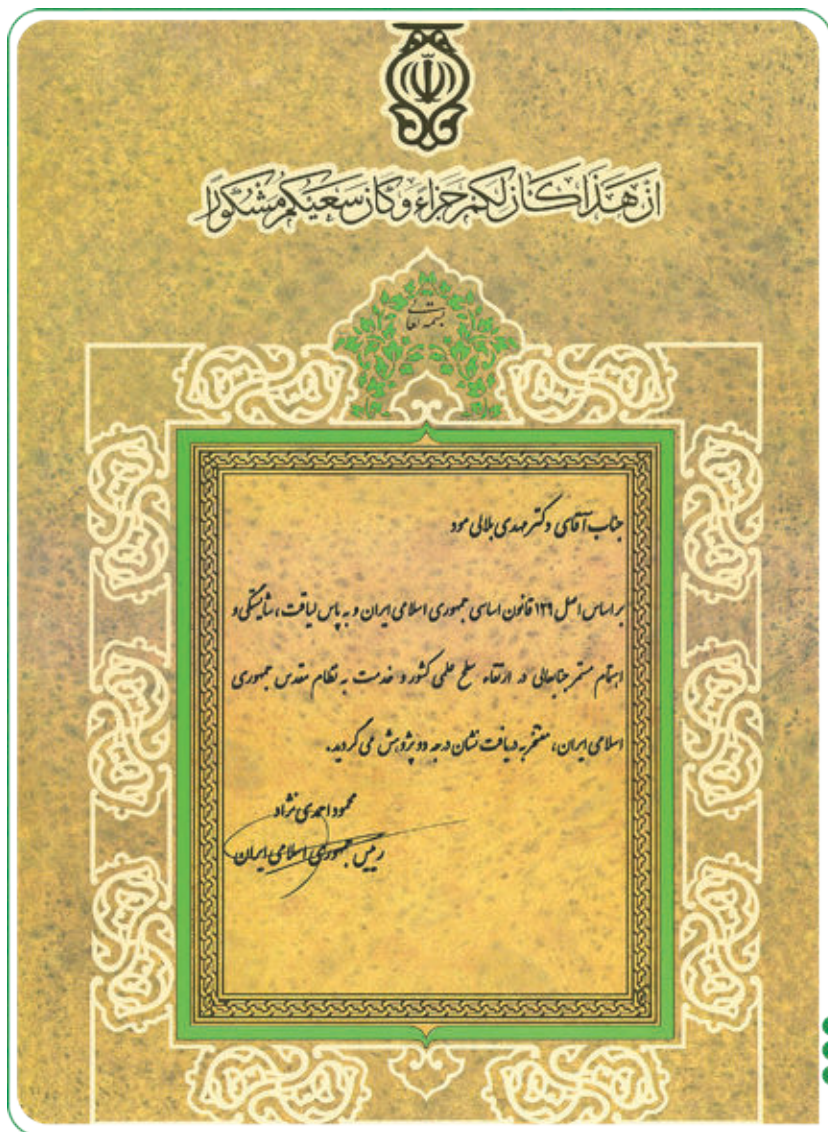 ان هذا کان لکم جزاء و کان سعیکم مشکورا
بسمه تعالی
جناب آقای دکتر مهدی بلالی مود
بر اساس اصل ۱۲۹ قانون اساسی جمهوری اسلامی ایران و به پاس لیاقت، شایستگی و
اهتمام مستمر جنابعالی در ارتقاء سطح علمی کشور و خدمت به نظام مقدس جمهوری
اسلامی ایران، مفتخر به دریافت نشان درجه دو پژوهش می گردید.
محمود احمدی نژاد
رئیس جمهوری اسلامی ایران